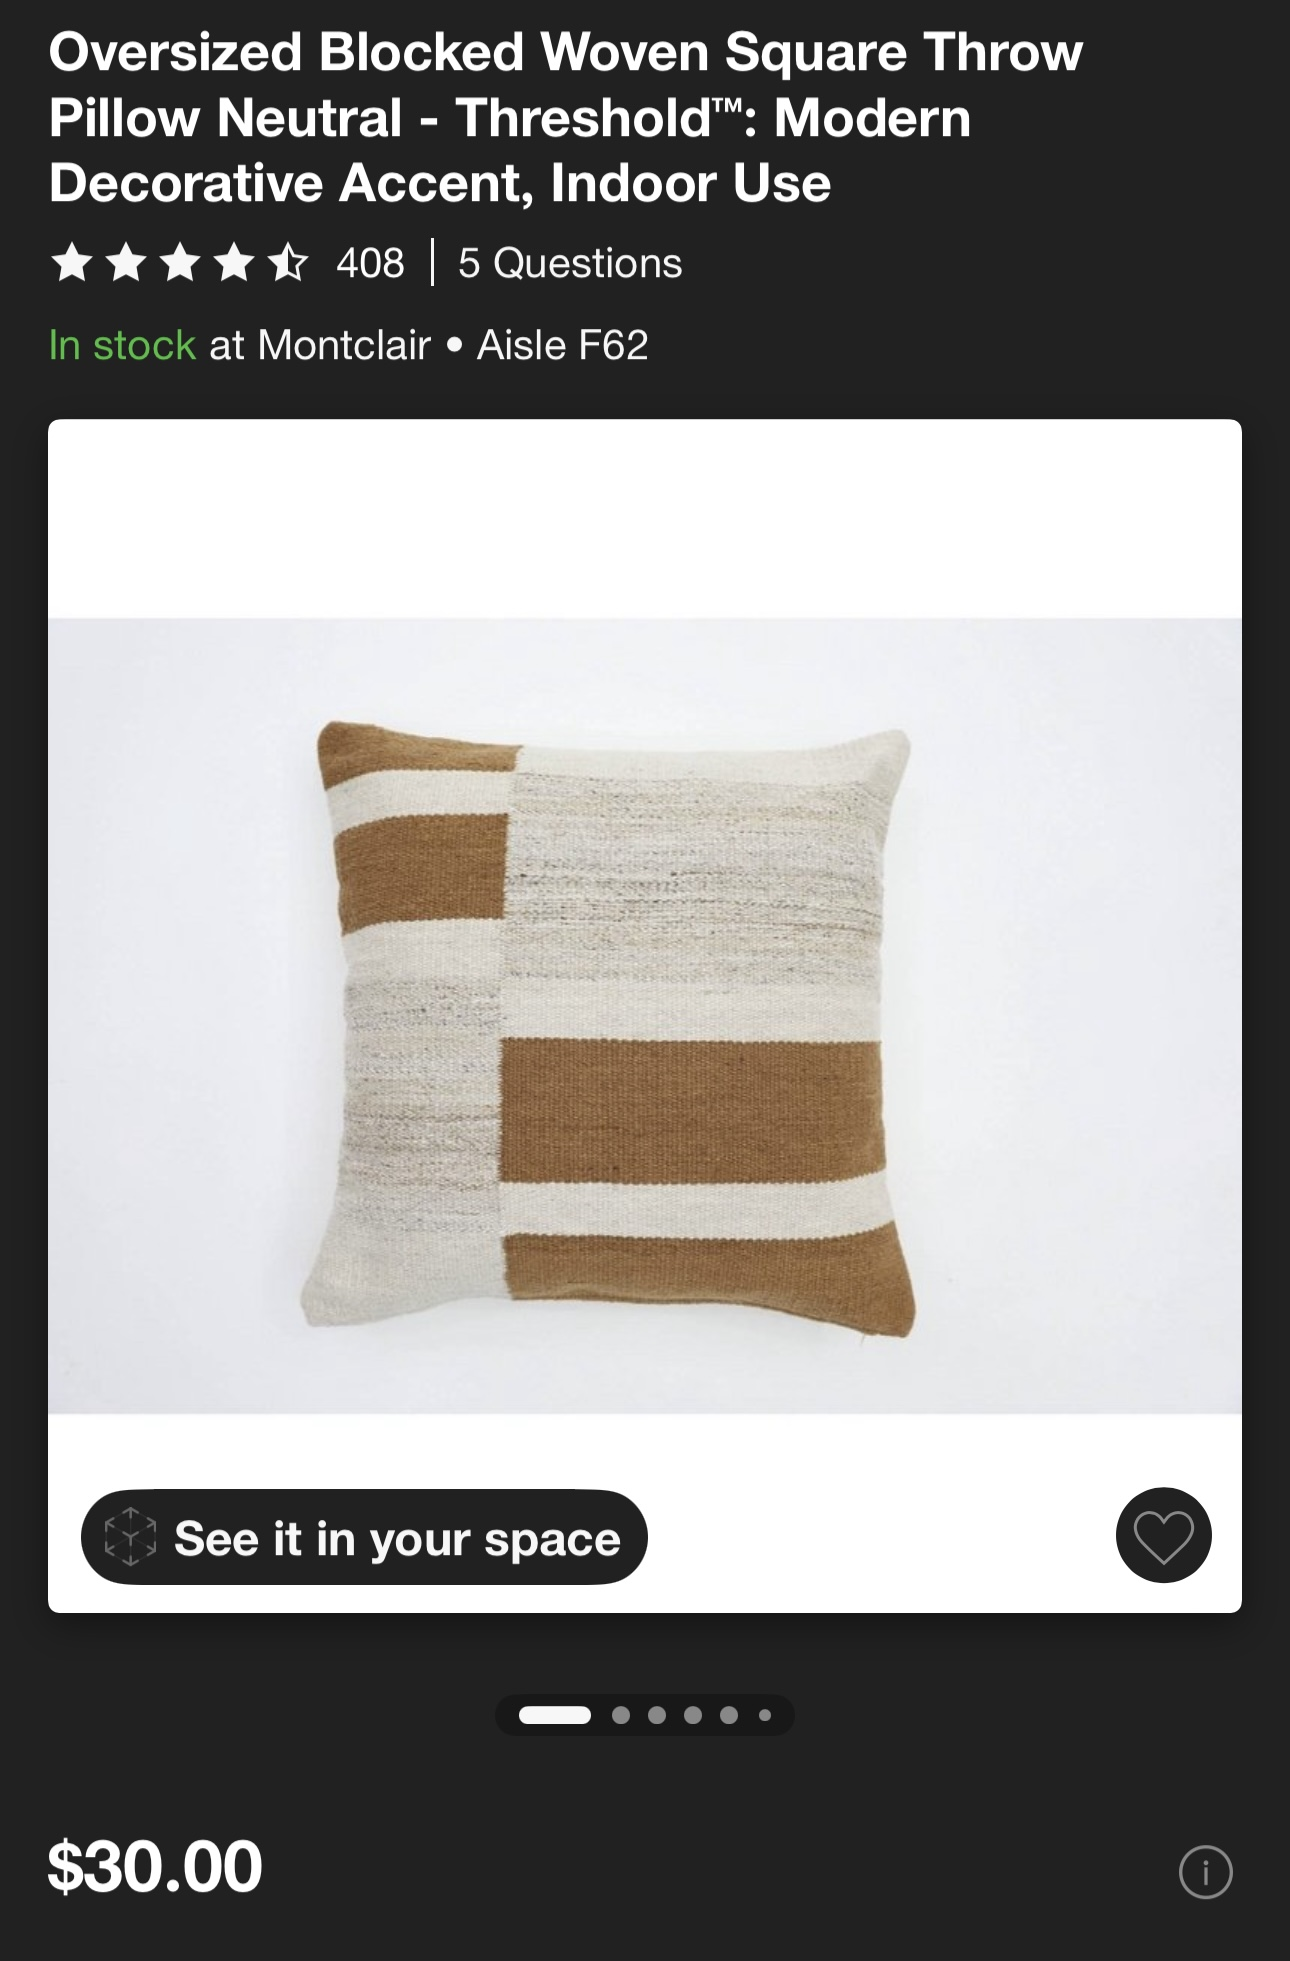 Oversized Blocked Woven Square Throw
Pillow Neutral - Threshold™: Modern
Decorative Accent, Indoor Use
408 | 5 Questions
In stock at Montclair • Aisle F62
See it in your space
$30.00